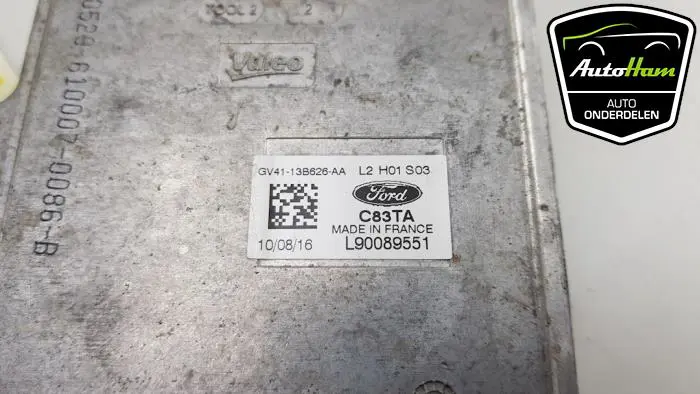 TOOL 2 2
Valeo
0528-610007-0086-B
GV41-13B626-AA L2 H01 S03
Ford
C83TA
MADE IN FRANCE
10/08/16 L90089551
AutoHam
AUTO
ONDERDELEN